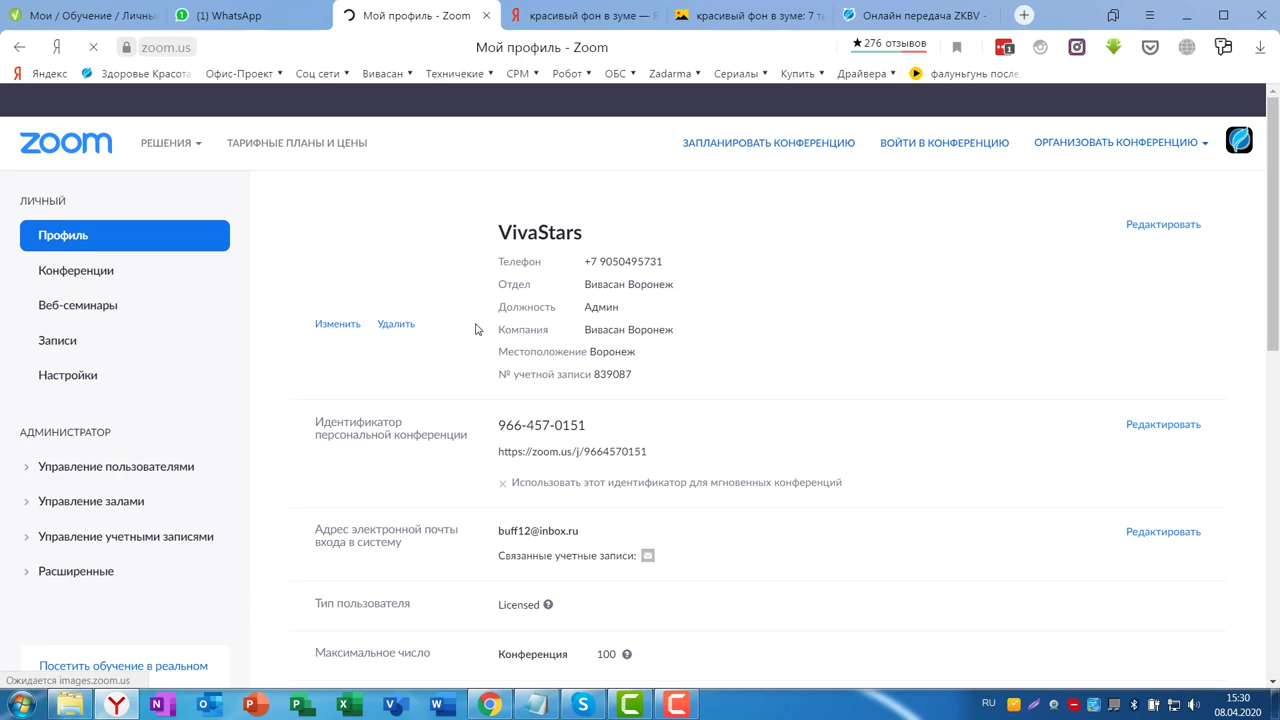 Мои / Обучение / Личны
(1) WhatsApp
Мой профиль - Zoom
красивый фон в зуме —
красивый фон в зуме: 7 т
Онлайн передача ZKBV -
zoom.us
Мой профиль - Zoom
★276 отзывов
1
Яндекс
Здоровье Красота
Офис-Проект
Соц сети
Вивасан
Технические
СРМ
Робот
ОБС
Zadarma
Сериалы
Купить
Драйвера
фалуньгунь после
zoom
РЕШЕНИЯ
ТАРИФНЫЕ ПЛАНЫ И ЦЕНЫ
ЗАПЛАНИРОВАТЬ КОНФЕРЕНЦИЮ
ВОЙТИ В КОНФЕРЕНЦИЮ
ОРГАНИЗОВАТЬ КОНФЕРЕНЦИЮ
ЛИЧНЫЙ
Профиль
Конференции
Веб-семинары
Записи
Настройки
АДМИНИСТРАТОР
Управление пользователями
Управление залами
Управление учетными записями
Расширенные
Посетить обучение в реальном
Ожидается images.zoom.us
Изменить Удалить
VivaStars
Редактировать
Телефон +7 9050495731
Отдел Вивасан Воронеж
Должность Админ
Компания Вивасан Воронеж
Местоположение Воронеж
№ учетной записи 839087
Идентификатор
персональной конференции
966-457-0151
Редактировать
https://zoom.us/j/9664570151
Использовать этот идентификатор для мгновенных конференций
Адрес электронной почты
входа в систему
buff12@inbox.ru
Редактировать
Связанные учетные записи:
Тип пользователя
Licensed
Максимальное число
Конференция 100
RU
15:30
08.04.2020